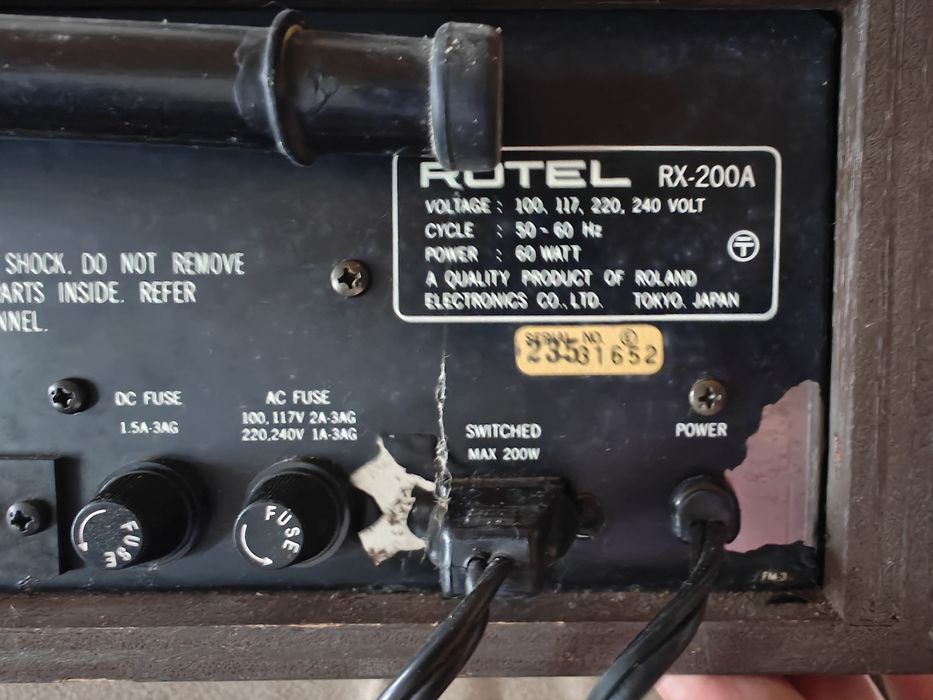 ROTEL RX-200A
VOLTAGE : 100, 117, 220, 240 VOLT
CYCLE : 50 - 60 Hz
POWER : 60 WATT
A QUALITY PRODUCT OF ROLAND
ELECTRONICS CO., LTD. TOKYO, JAPAN
SHOCK. DO NOT REMOVE
ARTS INSIDE. REFER
NNEL.
SERIAL NO.
23531652
DC FUSE
1.5A-3AG
AC FUSE
100, 117V 2A-3AG
220, 240V 1A-3AG
SWITCHED
MAX 200W
POWER
FUSE
FUSE